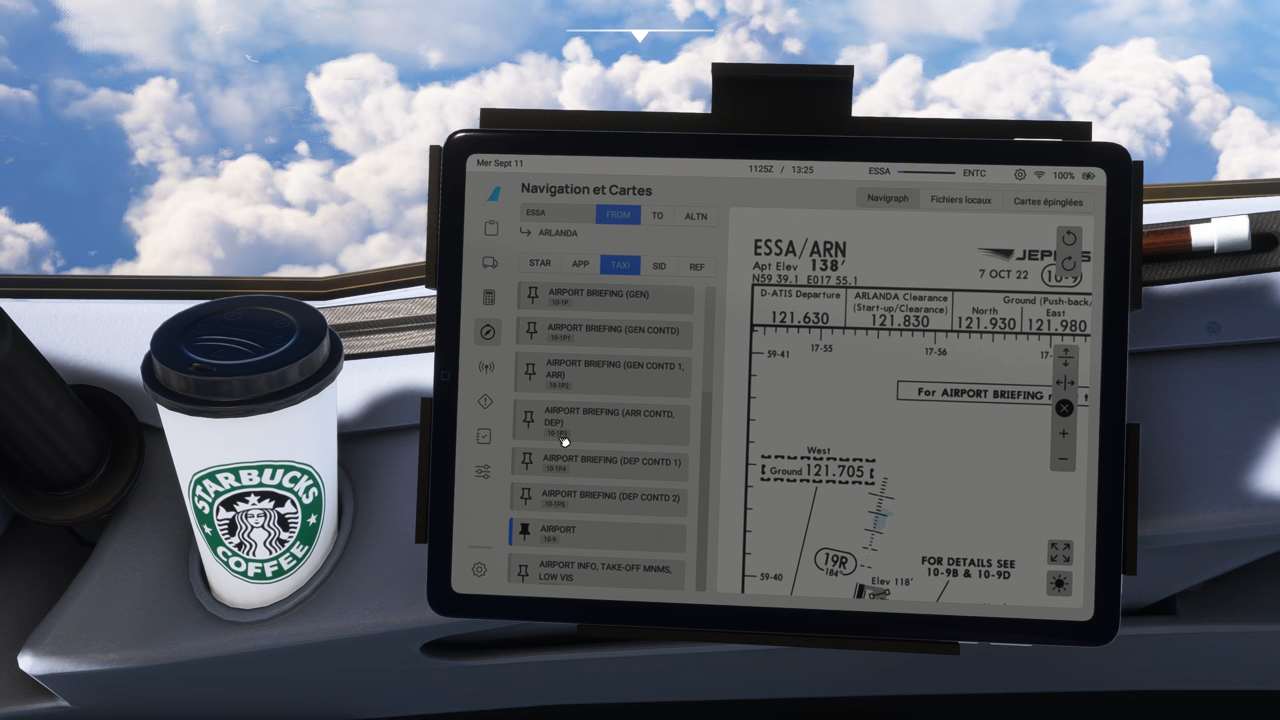 Mer Sept 11
1125Z / 13:25
ESSA
ENTC
100%
Navigation et Cartes
Navigraph
Fichiers locaux
Cartes épinglées
ESSA
FROM
TO
ALTN
ARLANDA
STAR
APP
TAXI
SID
REF
AIRPORT BRIEFING (GEN)
10-1P
AIRPORT BRIEFING (GEN CONTD)
10-1P1
AIRPORT BRIEFING (GEN CONTD 1,
ARR)
10-1P2
AIRPORT BRIEFING (ARR CONTD,
DEP)
10-1P3
AIRPORT BRIEFING (DEP CONTD 1)
10-1P4
AIRPORT BRIEFING (DEP CONTD 2)
10-1P5
AIRPORT
10-9
AIRPORT INFO, TAKE-OFF MNMS,
LOW VIS
ESSA/ARN
Apt Elev 138'
N59 39.1 E017 55.1
7 OCT 22
10-9
D-ATIS Departure
121.630
ARLANDA Clearance
(Start-up/Clearance)
121.830
Ground (Push-back/
North
121.930
East
121.980
17-55
17-56
17-
59-41
For AIRPORT BRIEFING
West
Ground 121.705
19R
184°
Elev 118'
FOR DETAILS SEE
10-9B & 10-9D
59-40
STARBUCKS
COFFEE